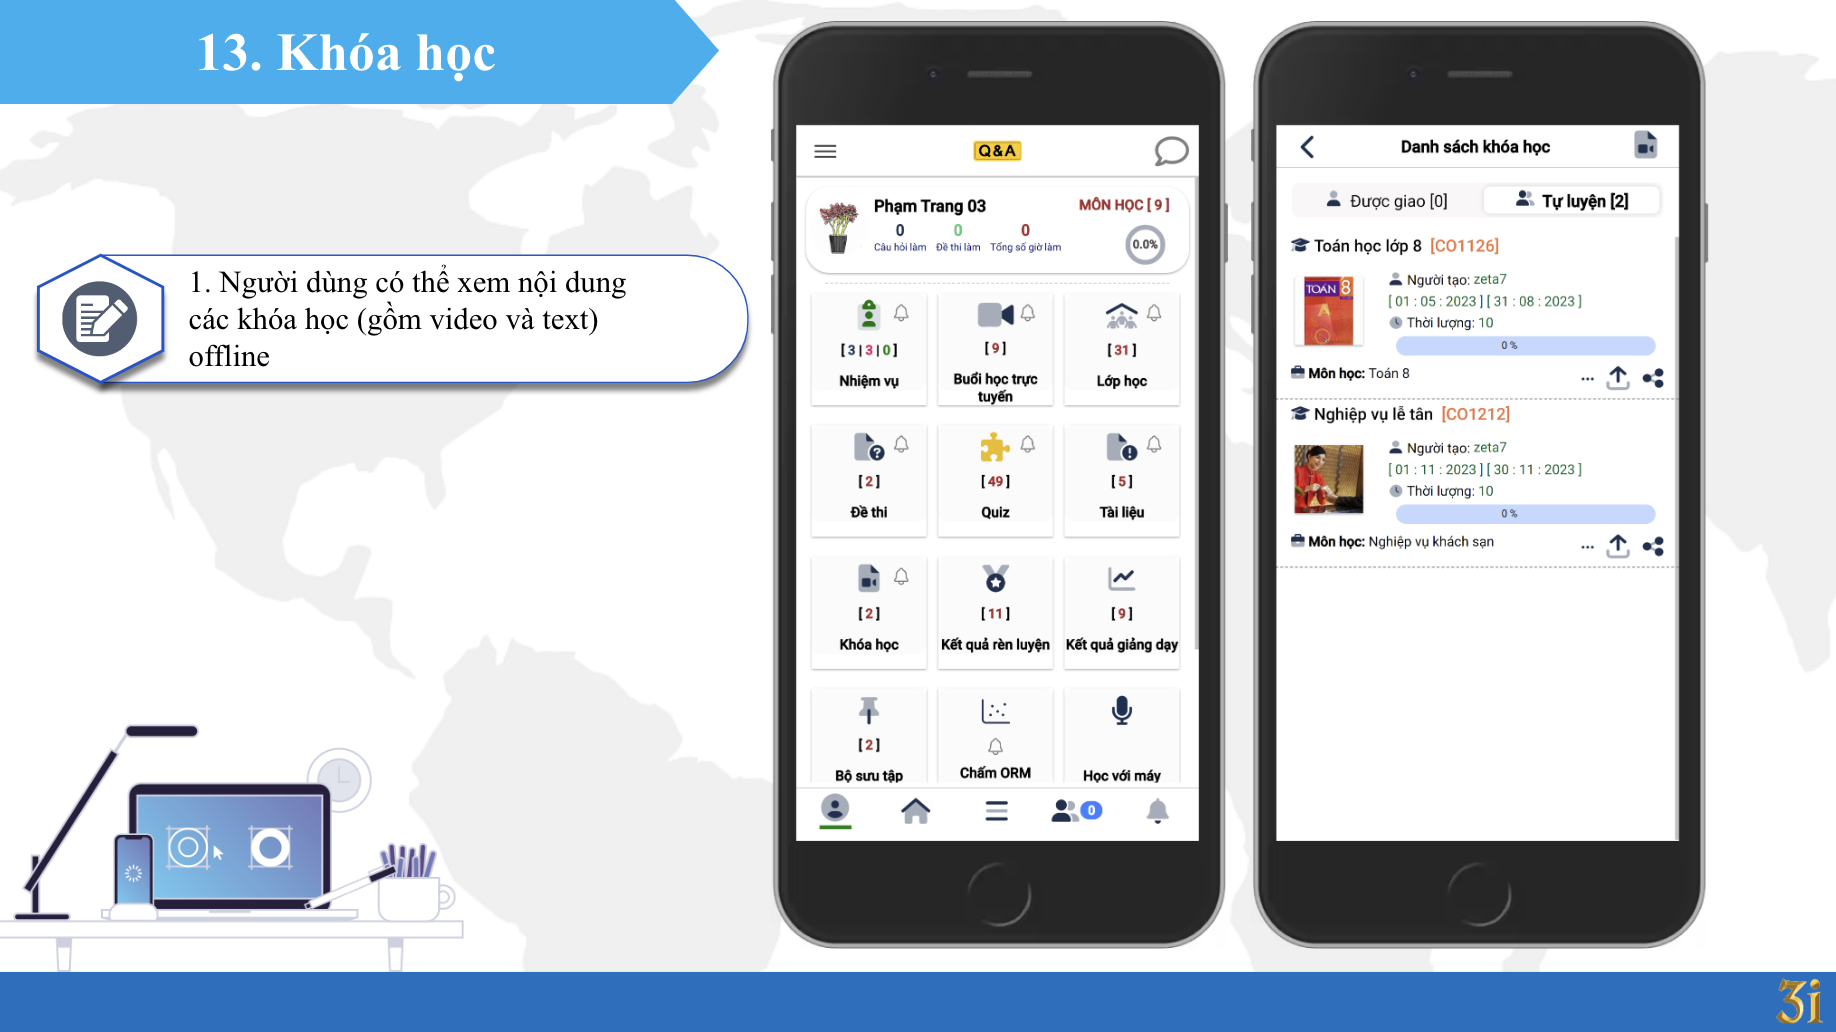 13. Khóa học
1. Người dùng có thể xem nội dung
các khóa học (gồm video và text)
offline
Q&A
Phạm Trang 03
MÔN HỌC [ 9 ]
0
0
0
Câu hỏi làm
Đề thi làm
Tổng số giờ làm
0.0%
[ 3 | 3 | 0 ]
Nhiệm vụ
[ 9 ]
Buổi học trực
tuyến
[ 31 ]
Lớp học
[ 2 ]
Đề thi
[ 49 ]
Quiz
[ 5 ]
Tài liệu
[ 2 ]
Khóa học
[ 11 ]
Kết quả rèn luyện
[ 9 ]
Kết quả giảng dạy
[ 2 ]
Bộ sưu tập
Chấm ORM
Học với máy
0
Danh sách khóa học
Được giao [0]
Tự luyện [2]
Toán học lớp 8 [CO1126]
TOÁN 8
Người tạo: zeta7
[ 01 : 05 : 2023 ] [ 31 : 08 : 2023 ]
Thời lượng: 10
0 %
Môn học: Toán 8
...
Nghiệp vụ lễ tân [CO1212]
Người tạo: zeta7
[ 01 : 11 : 2023 ] [ 30 : 11 : 2023 ]
Thời lượng: 10
0 %
Môn học: Nghiệp vụ khách sạn
...
3i